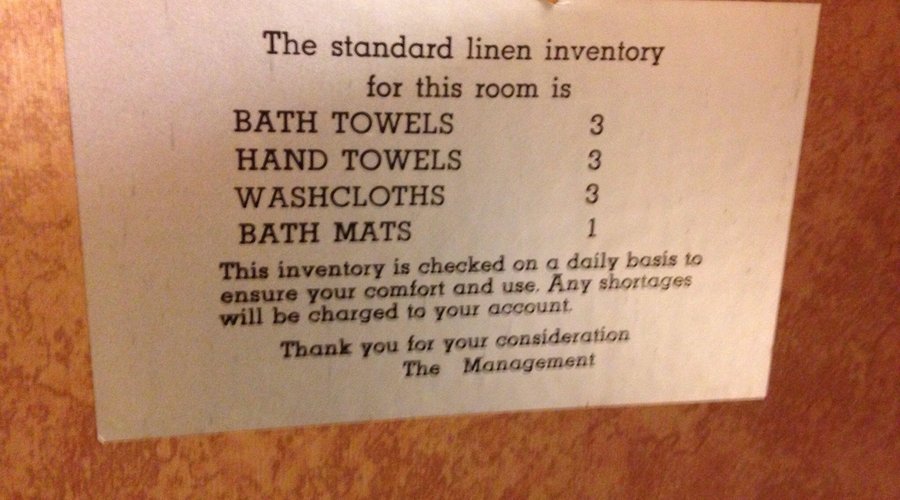 The standard linen inventory
for this room is
BATH TOWELS 3
HAND TOWELS 3
WASHCLOTHS 3
BATH MATS 1
This inventory is checked on a daily basis to
ensure your comfort and use. Any shortages
will be charged to your account.
Thank you for your consideration
The Management